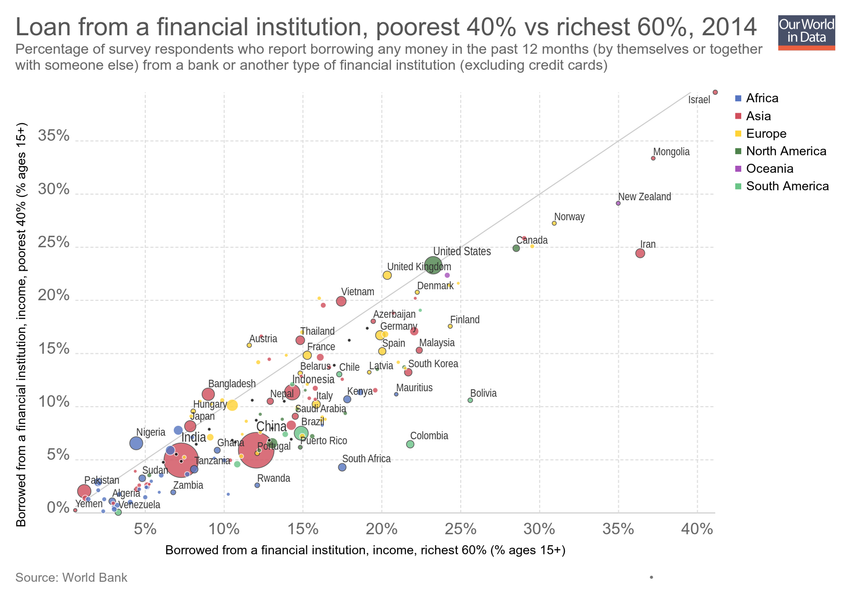 Loan from a financial institution, poorest 40% vs richest 60%, 2014
Our World
in Data
Percentage of survey respondents who report borrowing any money in the past 12 months (by themselves or together
with someone else) from a bank or another type of financial institution (excluding credit cards)
Africa
Asia
Europe
North America
Oceania
South America
Borrowed from a financial institution, income, poorest 40% (% ages 15+)
35%
30%
25%
20%
15%
10%
5%
0%
Israel
Mongolia
New Zealand
Norway
Canada
Iran
United States
United Kingdom
Denmark
Vietnam
Azerbaijan
Germany
Finland
Austria
Thailand
France
Spain
Malaysia
Belarus
Chile
Latvia
South Korea
Bangladesh
Indonesia
Nepal
Italy
Kenya
Mauritius
Bolivia
Hungary
Japan
Saudi Arabia
Nigeria
India
China
Brazil
Ghana
Portugal
Puerto Rico
Colombia
Sudan
Tanzania
South Africa
Pakistan
Zambia
Rwanda
Algeria
Yemen
Venezuela
5%
10%
15%
20%
25%
30%
35%
40%
Borrowed from a financial institution, income, richest 60% (% ages 15+)
Source: World Bank